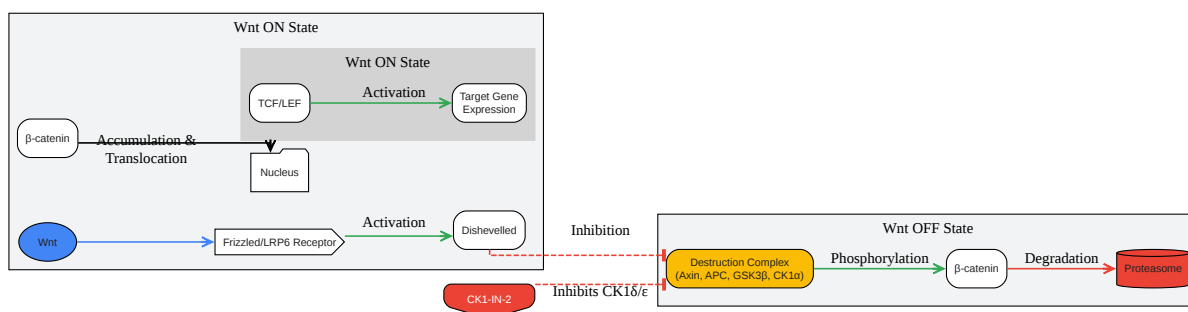 Wnt ON State
Wnt ON State
TCF/LEF
Activation
Target Gene
Expression
β-catenin
Accumulation &
Translocation
Nucleus
Wnt
Frizzled/LRP6 Receptor
Activation
Dishevelled
Inhibition
CK1-IN-2
Inhibits CK1δ/ε
Wnt OFF State
Destruction Complex
(Axin, APC, GSK3β, CK1α)
Phosphorylation
β-catenin
Degradation
Proteasome